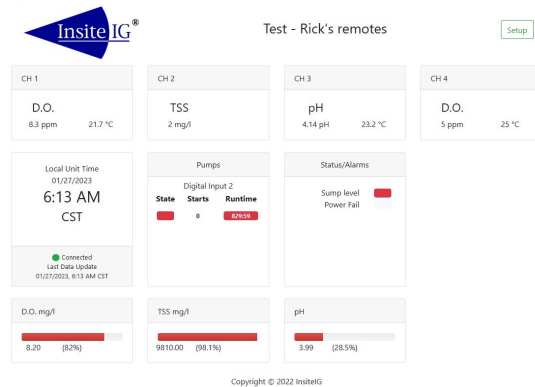 Insite IG®
Test - Rick's remotes
Setup
CH 1
D.O.
8.3 ppm 21.7 °C
CH 2
TSS
2 mg/l
CH 3
pH
4.14 pH 23.2 °C
CH 4
D.O.
5 ppm 25 °C
Local Unit Time
01/27/2023
6:13 AM
CST
Connected
Last Data Update
01/27/2023, 6:13 AM CST
Pumps
Digital Input 2
State Starts Runtime
0 829:59
Status/Alarms
Sump level
Power Fail
D.O. mg/l
8.20 (82%)
TSS mg/l
9810.00 (98.1%)
pH
3.99 (28.5%)
Copyright © 2022 InsiteIG